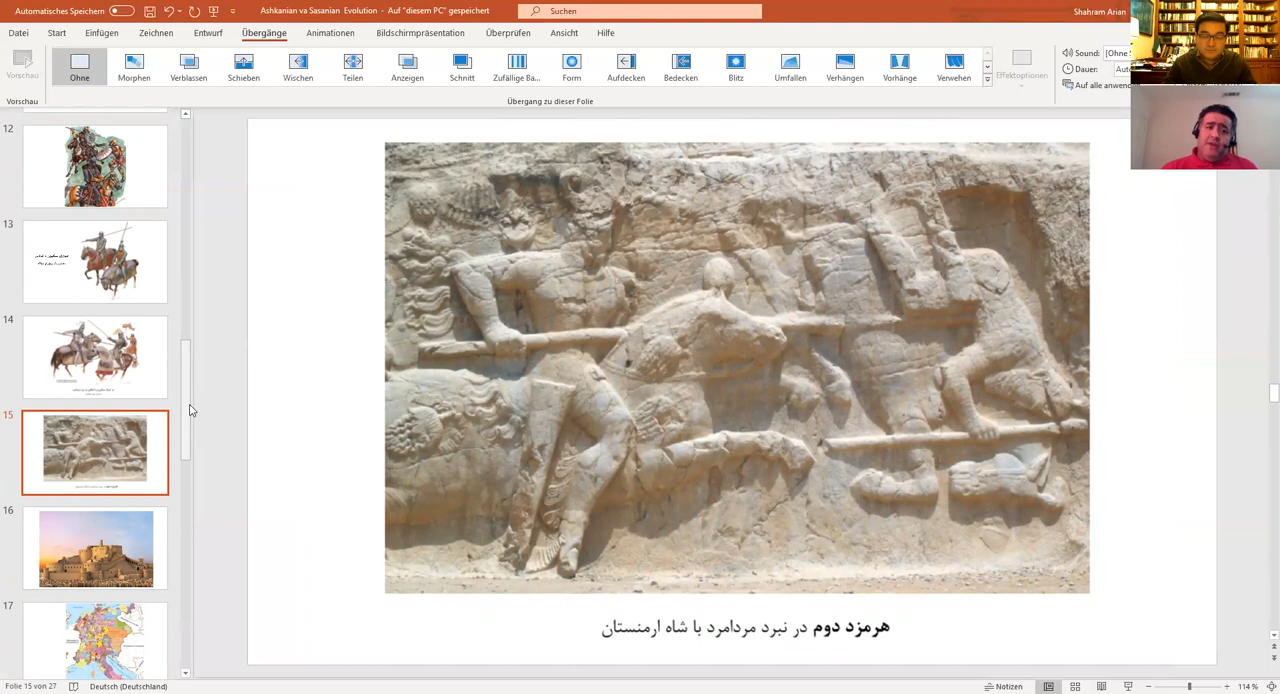 Automatisches Speichern
Ashkanian va Sasanian Evolution - Auf "diesem PC" gespeichert
Suchen
Shahram Arian
Datei Start Einfügen Zeichnen Entwurf Übergänge Animationen Bildschirmpräsentation Überprüfen Ansicht Hilfe
Vorschau Ohne Morphen Verblassen Schieben Wischen Teilen Anzeigen Schnitt Zufällige Ba... Form Aufdecken Bedecken Blitz Umfallen Verhängen Vorhänge Verwehen Effektoptionen
Sound: [Ohne
Dauer: Auto
Auf alle anwenden
Vorschau
Übergang zu dieser Folie
12
13
14
15
16
17
هرمزد دوم در نبرد مردامرد با شاه ارمنستان
Folie 15 von 27 Deutsch (Deutschland) Notizen 114 %